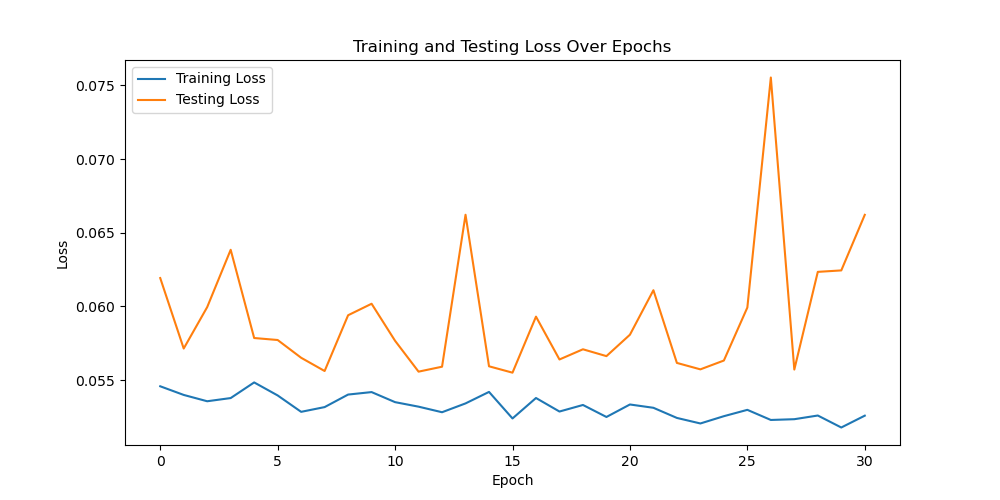 Training and Testing Loss Over Epochs
Training Loss
Testing Loss
0.075
0.070
0.065
0.060
0.055
Loss
0 5 10 15 20 25 30
Epoch